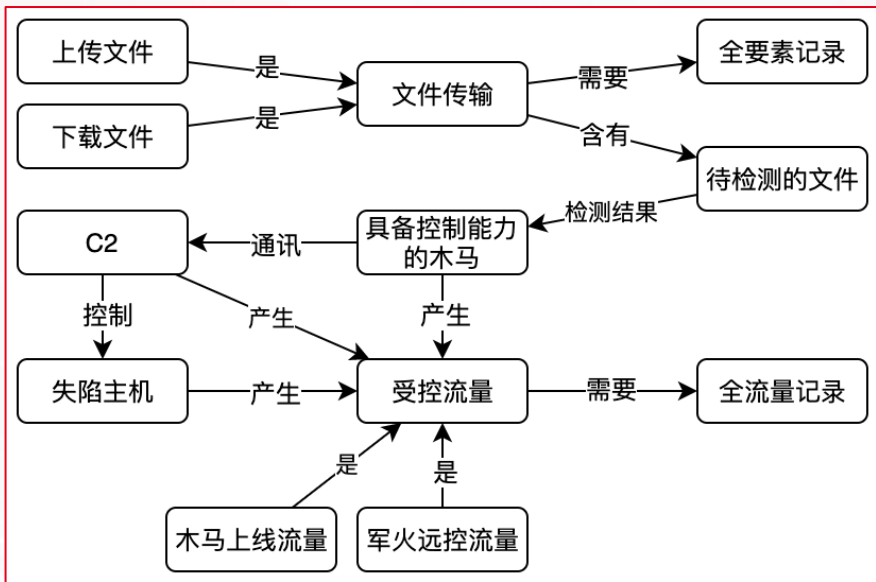 上传文件
是
全要素记录
文件传输
需要
下载文件
是
含有
待检测的文件
检测结果
C2
通讯
具备控制能力
的木马
控制
产生
产生
失陷主机
产生
受控流量
需要
全流量记录
是
是
木马上线流量
军火远控流量